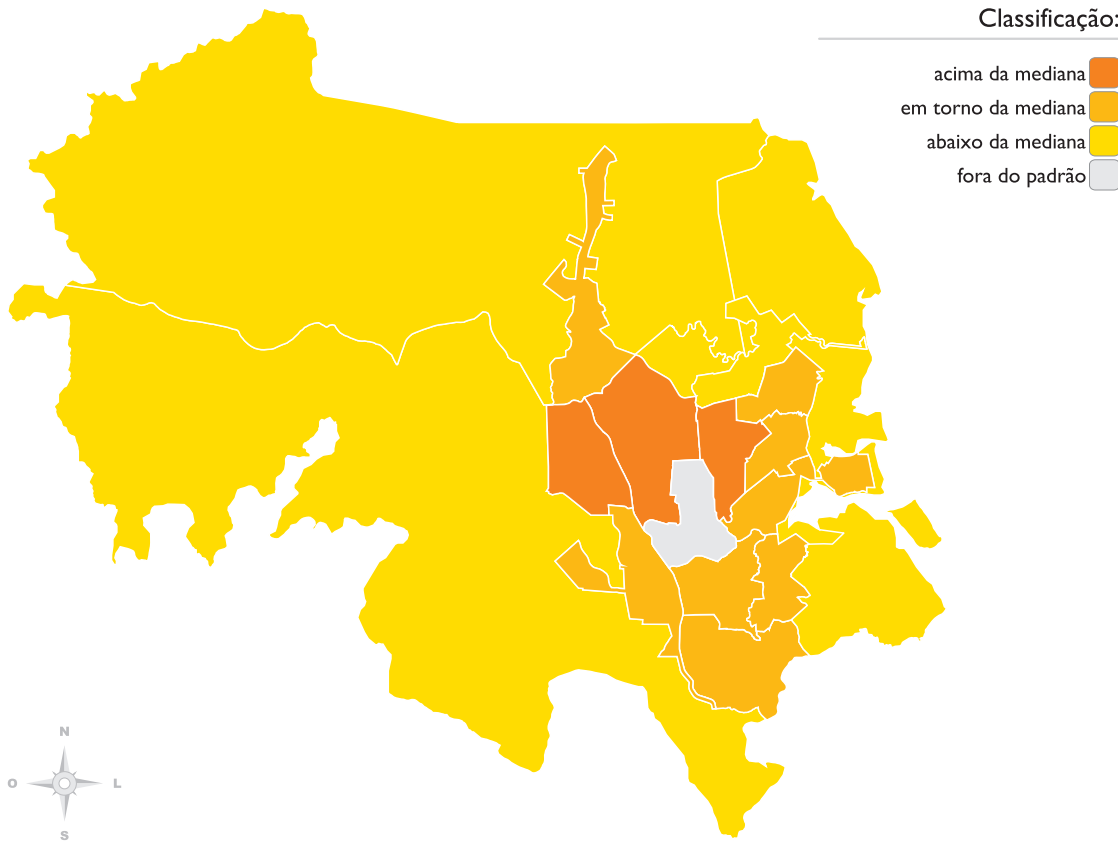 Classificação:
acima da mediana
em torno da mediana
abaixo da mediana
fora do padrão
N
O L
S